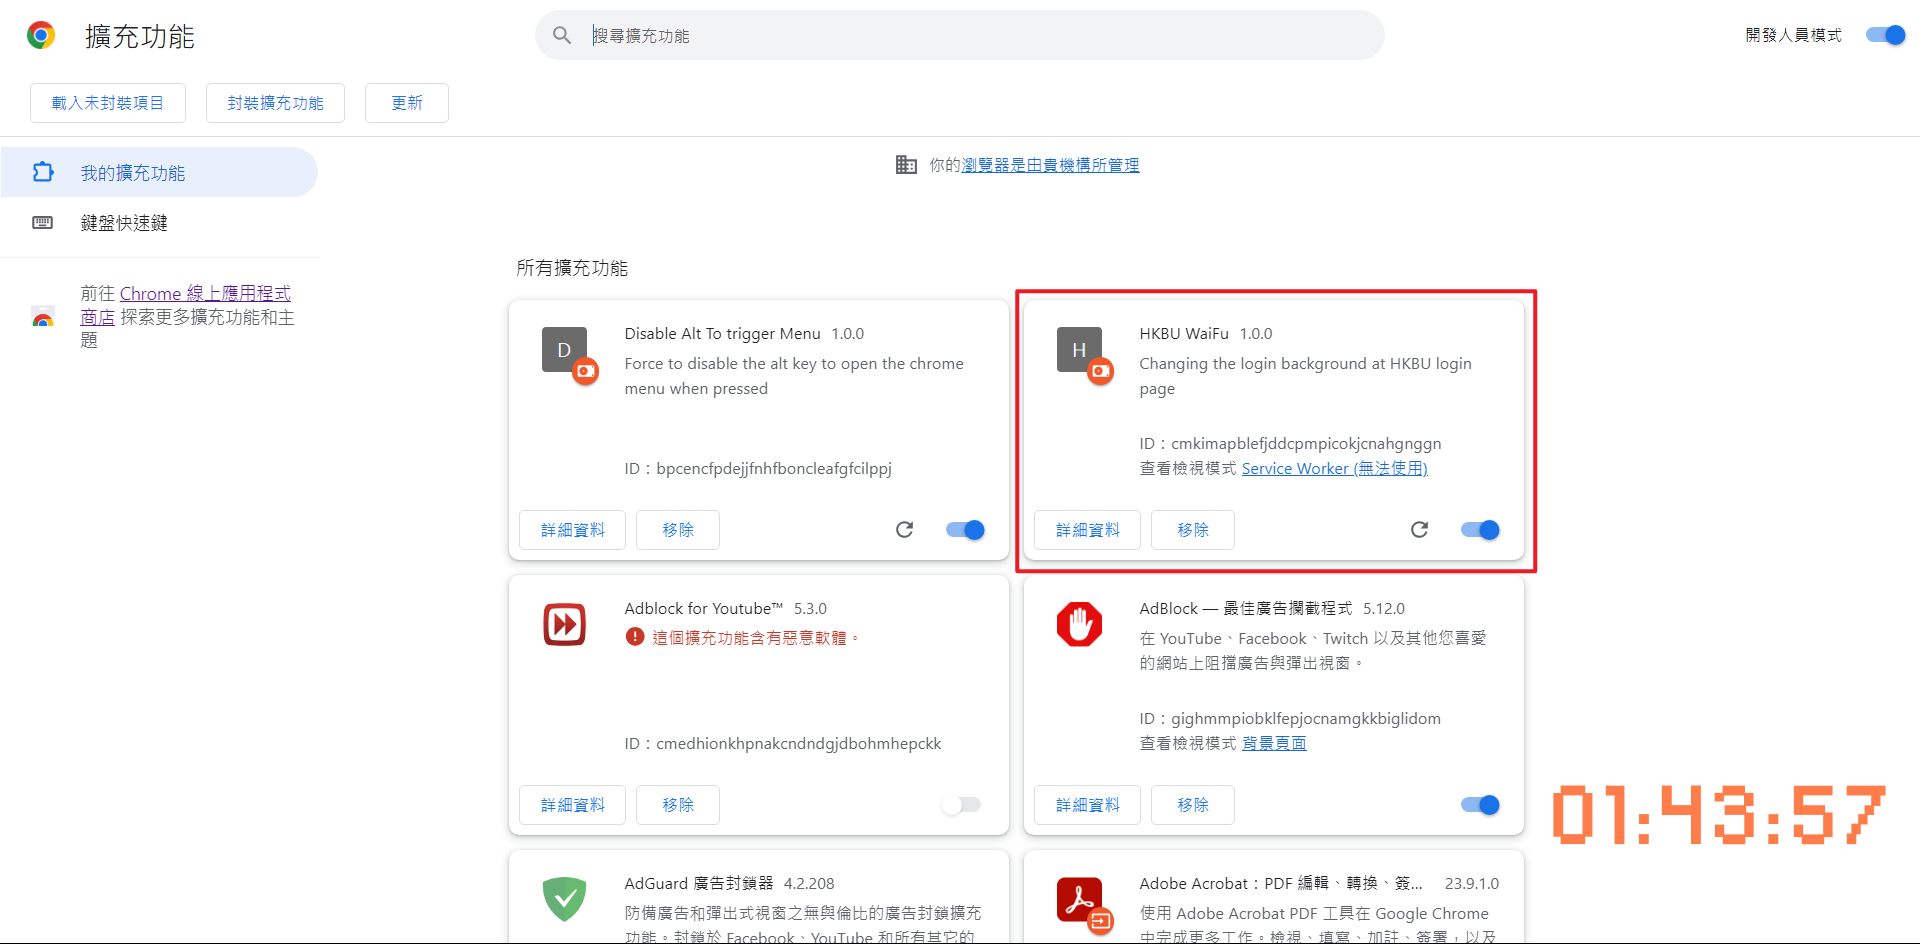 擴充功能
搜尋擴充功能
開發人員模式
載入未封裝項目
封裝擴充功能
更新
我的擴充功能
鍵盤快速鍵
前往 Chrome 線上應用程式
商店 探索更多擴充功能和主
題
你的瀏覽器是由貴機構所管理
所有擴充功能
D
Disable Alt To trigger Menu 1.0.0
Force to disable the alt key to open the chrome
menu when pressed
ID：bpcencfpdejjfnhfboncleafgfcilppj
詳細資料
移除
H
HKBU WaiFu 1.0.0
Changing the login background at HKBU login
page
ID：cmkimapblefjddcpmpicokjcnahgnggn
查看檢視模式 Service Worker (無法使用)
詳細資料
移除
Adblock for Youtube™ 5.3.0
這個擴充功能含有惡意軟體。
ID：cmedhionkhpnakcndndgjdbohmhepckk
詳細資料
移除
AdBlock — 最佳廣告攔截程式 5.12.0
在 YouTube、Facebook、Twitch 以及其他您喜愛
的網站上阻擋廣告與彈出視窗。
ID：gighmmpiobklfepjocnamgkkbiglidom
查看檢視模式 背景頁面
詳細資料
移除
01:43:57
AdGuard 廣告封鎖器 4.2.208
防備廣告和彈出式視窗之無與倫比的廣告封鎖擴充
功能。封鎖於 Facebook、YouTube 和所有其它的
Adobe Acrobat：PDF 編輯、轉換、簽... 23.9.1.0
使用 Adobe Acrobat PDF 工具在 Google Chrome
中完成更多工作。檢視、填寫、加註、簽署，以及